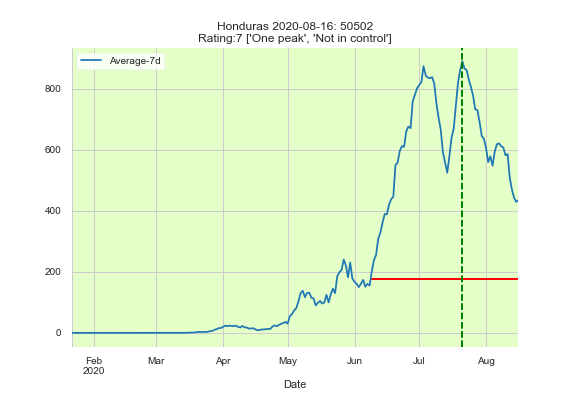 Honduras 2020-08-16: 50502
Rating:7 ['One peak', 'Not in control']
Average-7d
800
600
400
200
0
Feb
2020
Mar
Apr
May
Jun
Jul
Aug
Date